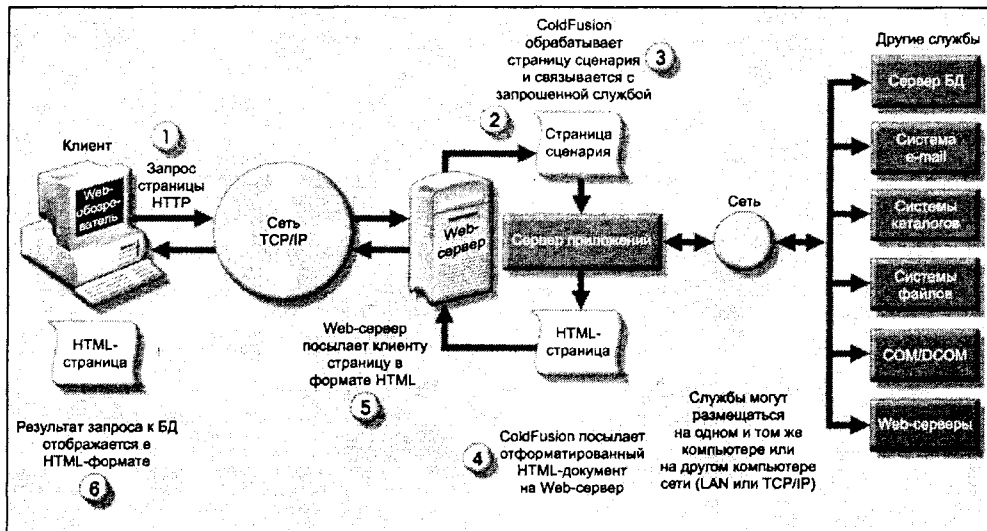 ColdFusion
обрабатывает
страницу сценария
и связывается с
запрошенной службой
3
Другие службы
Сервер БД
1
Клиент
Запрос
страницы
HTTP
2
Страница
сценария
Система
e-mail
Web-
обозре-
ватель
Сеть
TCP/IP
Web-
сервер
Сервер приложений
Сеть
Системы
каталогов
Системы
файлов
HTML-
страница
Web-сервер
посылает клиенту
страницу в
формате HTML
5
HTML-
страница
COM/DCOM
Web-серверы
Результат запроса к БД
отображается в
HTML-формате
6
4
ColdFusion посылает
отформатированный
HTML-документ
на Web-сервер
Службы могут
размещаться
на одном и том же
компьютере или
на другом компьютере
сети (LAN или TCP/IP)